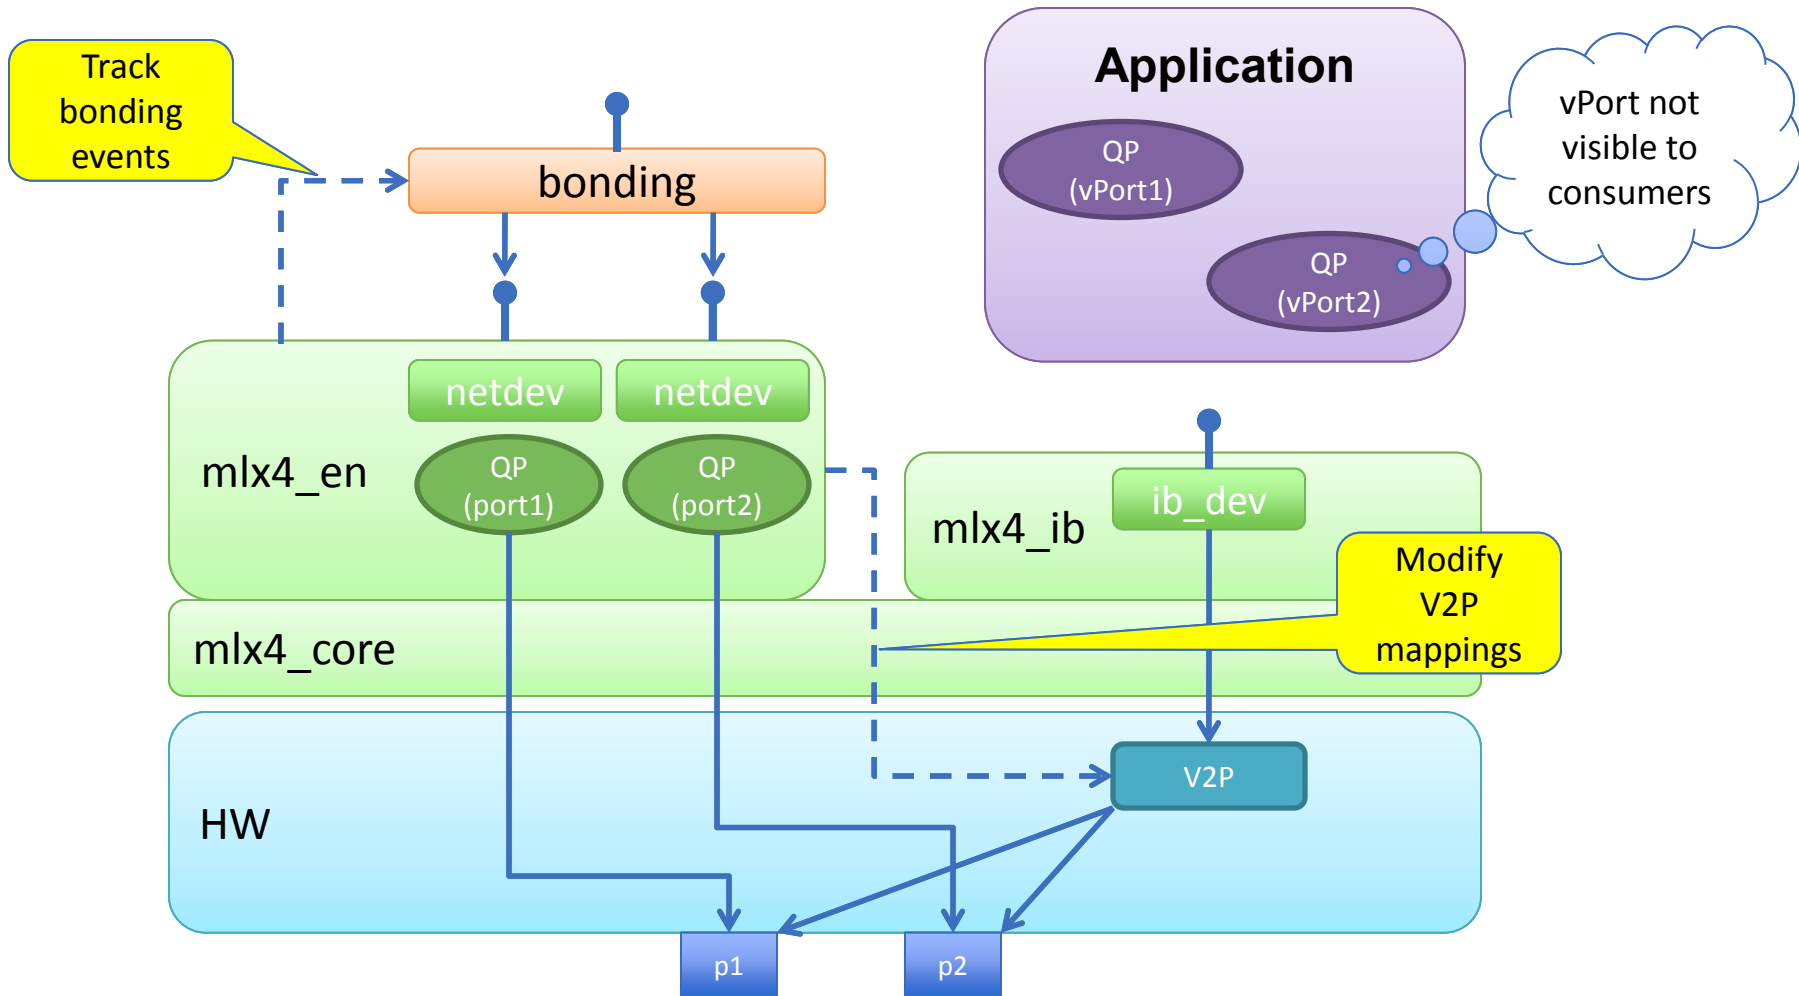 Track
bonding
events
bonding
Application
QP
(vPort1)
QP
(vPort2)
vPort not
visible to
consumers
netdev
netdev
mlx4_en
QP
(port1)
QP
(port2)
ib_dev
mlx4_ib
Modify
V2P
mappings
mlx4_core
V2P
HW
p1
p2